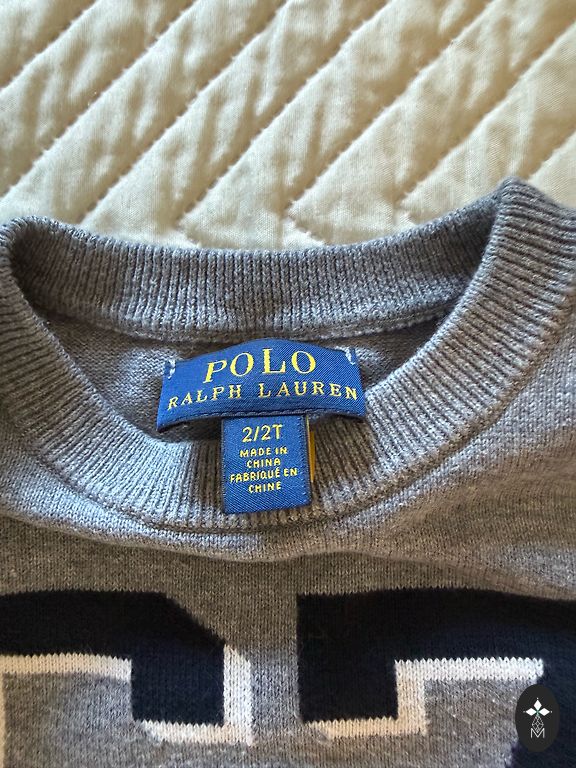 POLO
RALPH LAUREN
2/2T
MADE IN
CHINA
FABRIQUÉ EN
CHINE